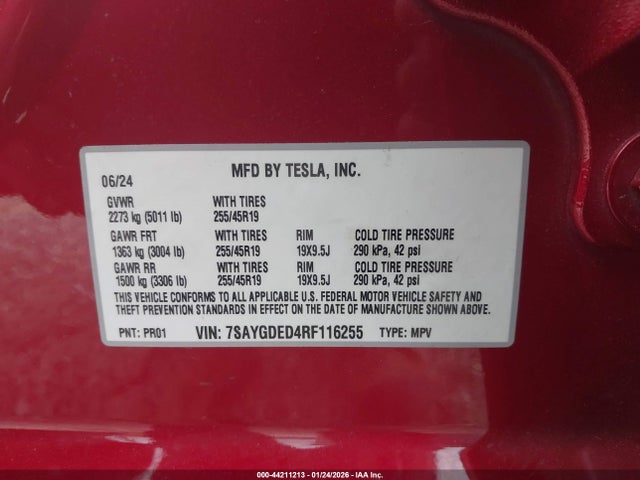 MFD BY TESLA, INC.
06/24
GVWR WITH TIRES
2273 kg (5011 lb) 255/45R19
GAWR FRT WITH TIRES RIM COLD TIRE PRESSURE
1363 kg (3004 lb) 255/45R19 19X9.5J 290 kPa, 42 psi
GAWR RR WITH TIRES RIM COLD TIRE PRESSURE
1500 kg (3306 lb) 255/45R19 19X9.5J 290 kPa, 42 psi
THIS VEHICLE CONFORMS TO ALL APPLICABLE U.S. FEDERAL MOTOR VEHICLE SAFETY AND
THEFT PREVENTION STANDARDS IN EFFECT ON THE DATE OF MANUFACTURE SHOWN ABOVE.
PNT: PR01 VIN: 7SAYGDED4RF116255 TYPE: MPV
000-44211213 - 01/24/2026 - IAA Inc.